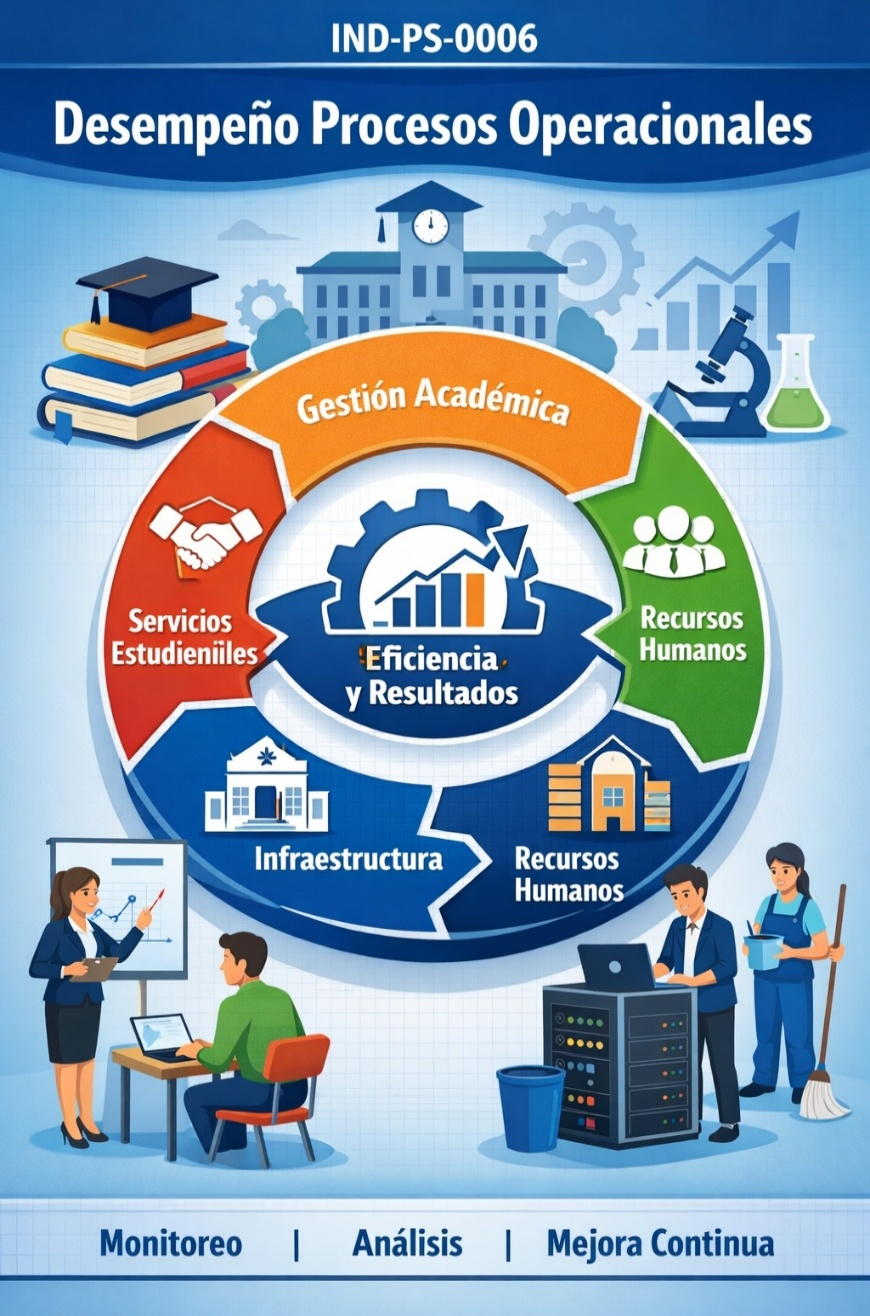 IND-PS-0006
Desempeño Procesos Operacionales
Gestión Académica
Servicios
Estudieniiles
Recursos
Humanos
Eficiencia
y Resultados
Infraestructura
Recursos
Humanos
Monitoreo | Análisis | Mejora Continua